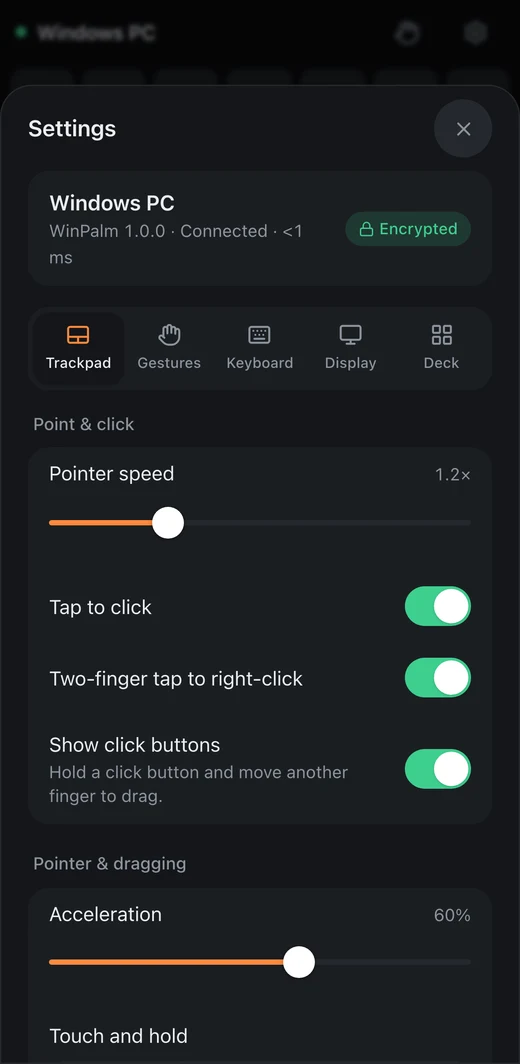 Windows PC
Settings
Windows PC
WinPalm 1.0.0 · Connected · <1
ms
Encrypted
Trackpad
Gestures
Keyboard
Display
Deck
Point & click
Pointer speed
1.2×
Tap to click
Two-finger tap to right-click
Show click buttons
Hold a click button and move another
finger to drag.
Pointer & dragging
Acceleration
60%
Touch and hold